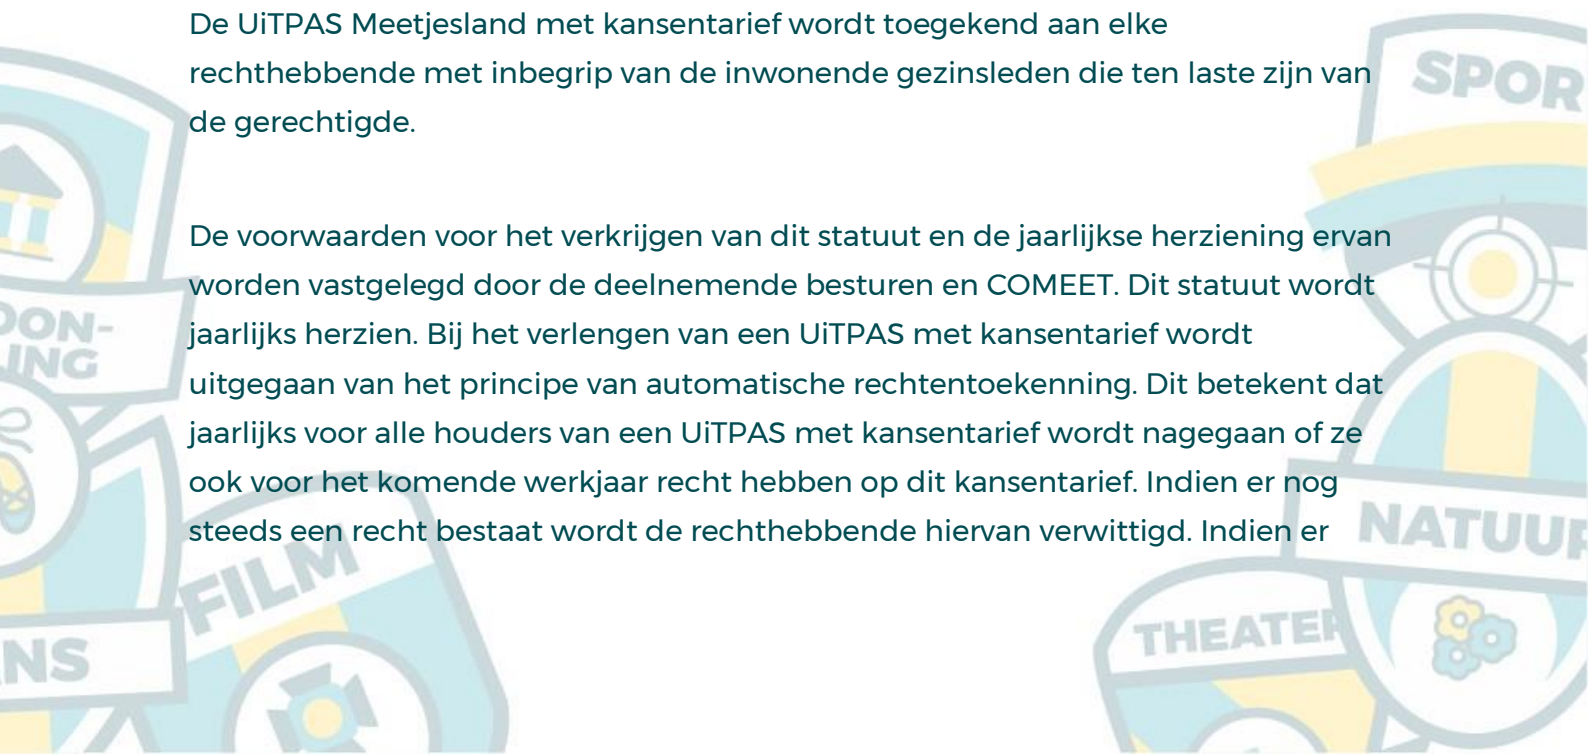 De UiTPAS Meetjesland met kansentarief wordt toegekend aan elke
rechthebbende met inbegrip van de inwonende gezinsleden die ten laste zijn van
de gerechtigde.
De voorwaarden voor het verkrijgen van dit statuut en de jaarlijkse herziening ervan
worden vastgelegd door de deelnemende besturen en COMEET. Dit statuut wordt
jaarlijks herzien. Bij het verlengen van een UiTPAS met kansentarief wordt
uitgegaan van het principe van automatische rechtentoekenning. Dit betekent dat
jaarlijks voor alle houders van een UiTPAS met kansentarief wordt nagegaan of ze
ook voor het komende werkjaar recht hebben op dit kansentarief. Indien er nog
steeds een recht bestaat wordt de rechthebbende hiervan verwittigd. Indien er
SPOR
OON-
LING
NATUUR
FILM
THEATER
NS